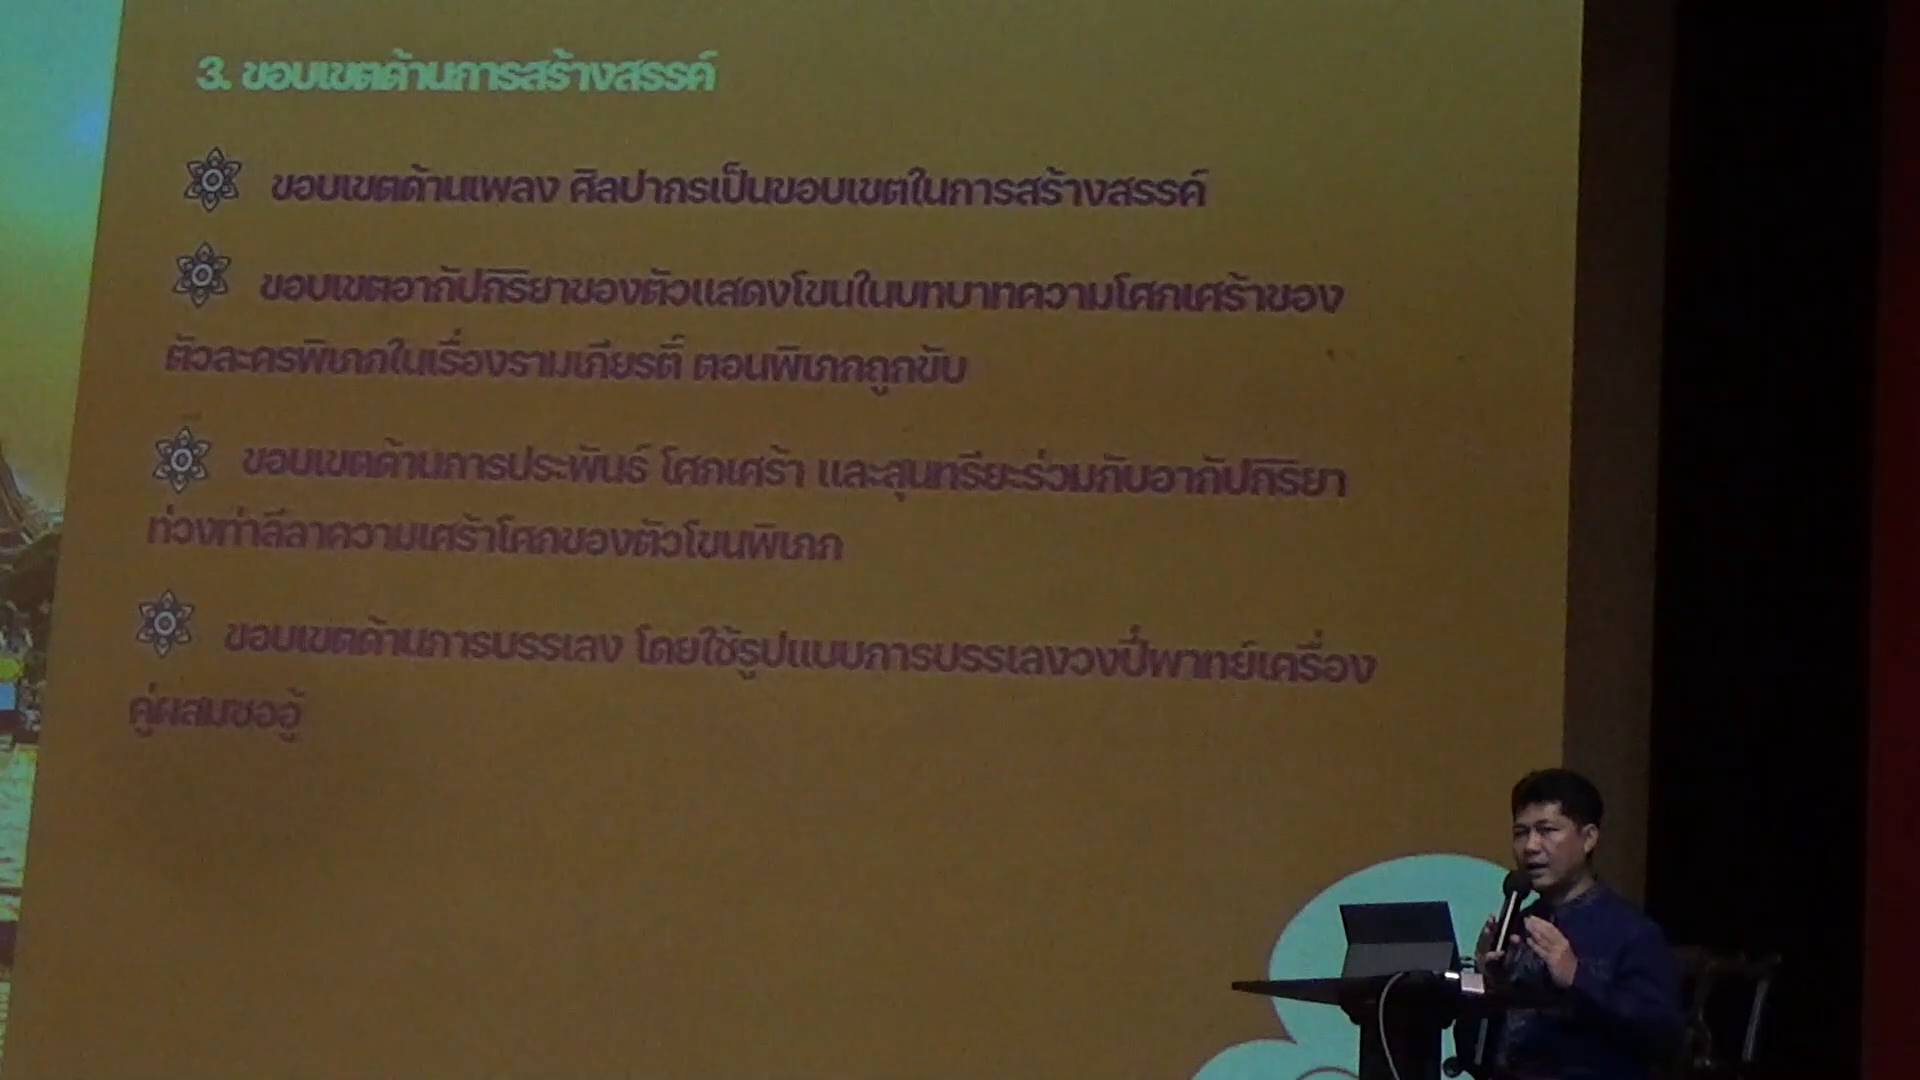 3. ขอบเขตด้านการสร้างสรรค์
ขอบเขตด้านเพลง ศิลปากรเป็นขอบเขตในการสร้างสรรค์
ขอบเขตอากัปกิริยาของตัวแสดงโขนในบทบาทความโศกเศร้าของ
ตัวละครพิเภกในเรื่องรามเกียรติ์ ตอนพิเภกถูกขับ
ขอบเขตด้านการประพันธ์ โศกเศร้า และสุนทรียะร่วมกับอากัปกิริยา
ท่วงท่าลีลาความเศร้าโศกของตัวโขนพิเภก
ขอบเขตด้านการบรรเลง โดยใช้รูปแบบการบรรเลงวงปี่พาทย์เครื่อง
คู่ผสมซออู้